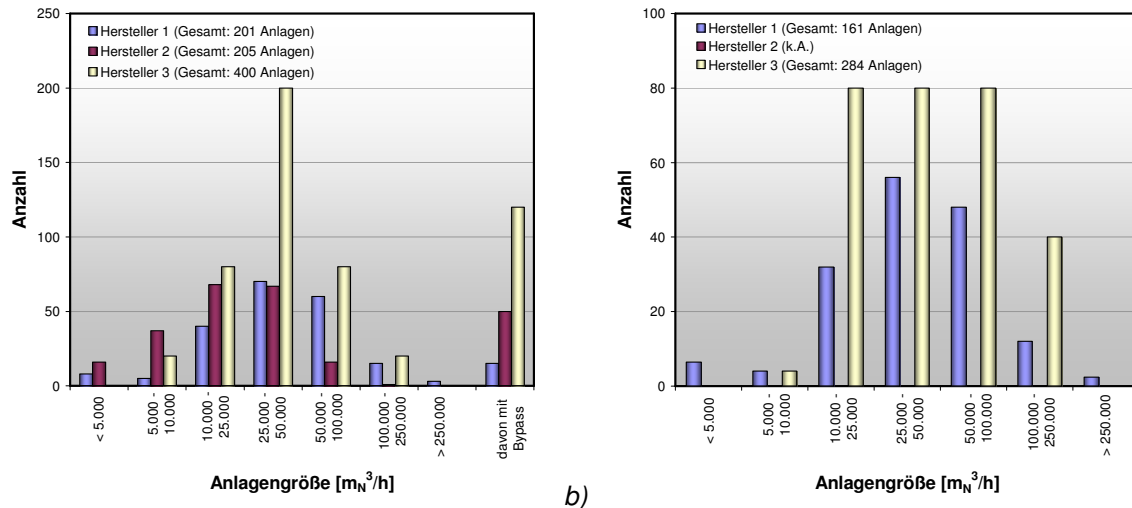 250
200
150
100
50
0
Anzahl
Hersteller 1 (Gesamt: 201 Anlagen)
Hersteller 2 (Gesamt: 205 Anlagen)
Hersteller 3 (Gesamt: 400 Anlagen)
< 5.000
5.000 -
10.000
10.000 -
25.000
25.000 -
50.000
50.000 -
100.000
100.000 -
250.000
> 250.000
davon mit
Bypass
Anlagengröße [m_N³/h]
b)
100
80
60
40
20
0
Anzahl
Hersteller 1 (Gesamt: 161 Anlagen)
Hersteller 2 (k.A.)
Hersteller 3 (Gesamt: 284 Anlagen)
< 5.000
5.000 -
10.000
10.000 -
25.000
25.000 -
50.000
50.000 -
100.000
100.000 -
250.000
> 250.000
Anlagengröße [m_N³/h]